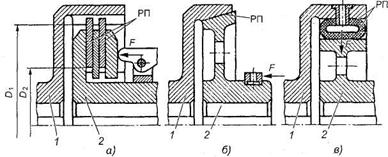 РП РП РП
F F
D₁ D₂
1 2 1 2 1 2
а) б) в)